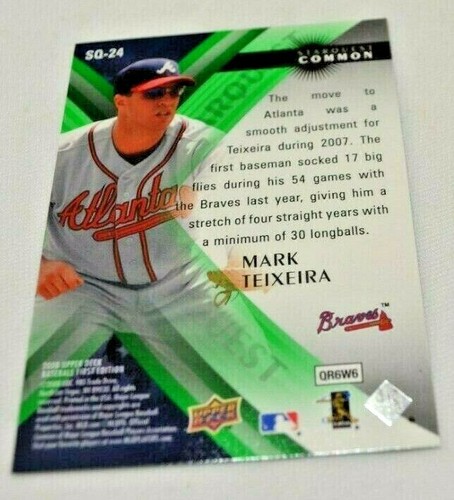 SQ-24
STARQUEST
COMMON
The move to
Atlanta was a
smooth adjustment for
Teixeira during 2007. The
first baseman socked 17 big
flies during his 54 games with
the Braves last year, giving him a
stretch of four straight years with
a minimum of 30 longballs.
MARK
TEIXEIRA
Atlanta
Braves
QR6W6
2008 UPPER DECK
BASEBALL FIRST EDITION
UPPER DECK